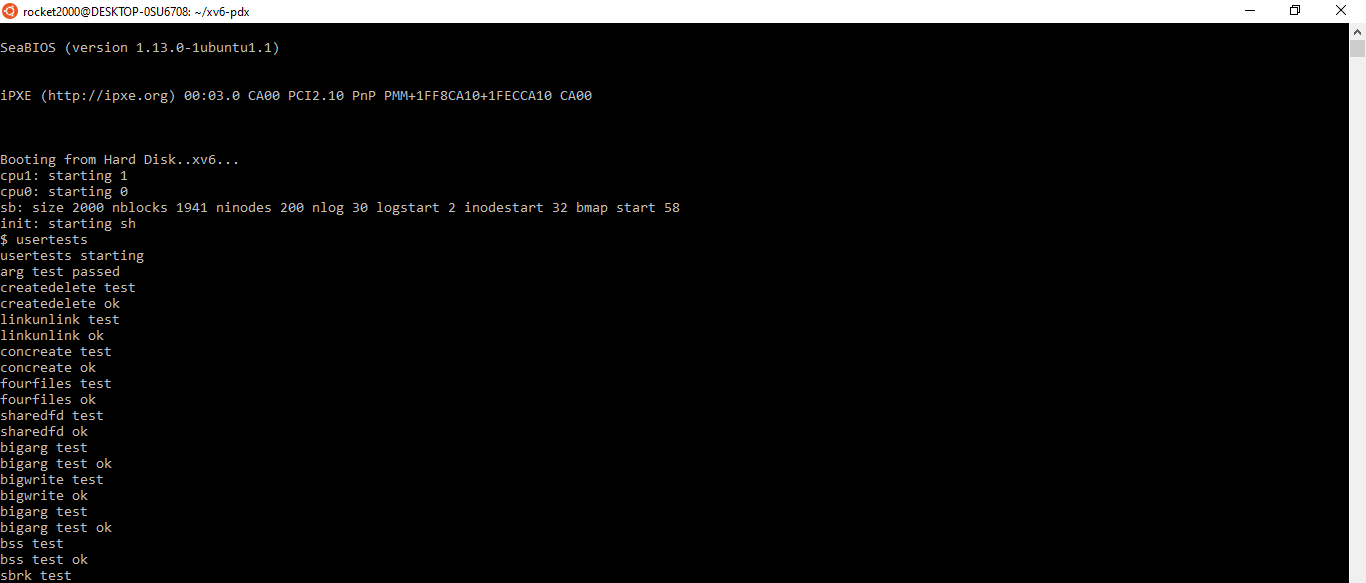 rocket2000@DESKTOP-0SU6708: ~/xv6-pdx
SeaBIOS (version 1.13.0-1ubuntu1.1)
iPXE (http://ipxe.org) 00:03.0 CA00 PCI2.10 PnP PMM+1FF8CA10+1FECCA10 CA00
Booting from Hard Disk..xv6...
cpu1: starting 1
cpu0: starting 0
sb: size 2000 nblocks 1941 ninodes 200 nlog 30 logstart 2 inodestart 32 bmap start 58
init: starting sh
$ usertests
usertests starting
arg test passed
createdelete test
createdelete ok
linkunlink test
linkunlink ok
concreate test
concreate ok
fourfiles test
fourfiles ok
sharedfd test
sharedfd ok
bigarg test
bigarg test ok
bigwrite test
bigwrite ok
bigarg test
bigarg test ok
bss test
bss test ok
sbrk test